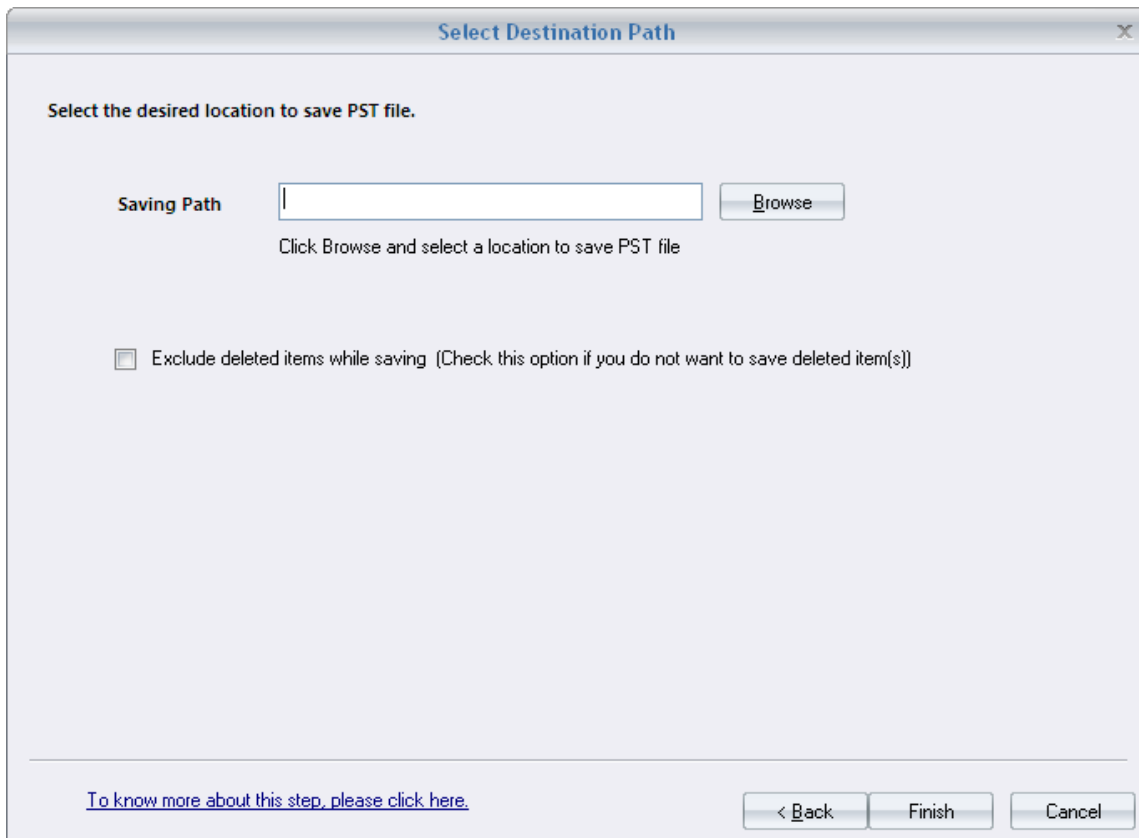 Select Destination Path
x
Select the desired location to save PST file.
Saving Path
Browse
Click Browse and select a location to save PST file
Exclude deleted items while saving (Check this option if you do not want to save deleted item(s))
To know more about this step, please click here.
< Back
Finish
Cancel